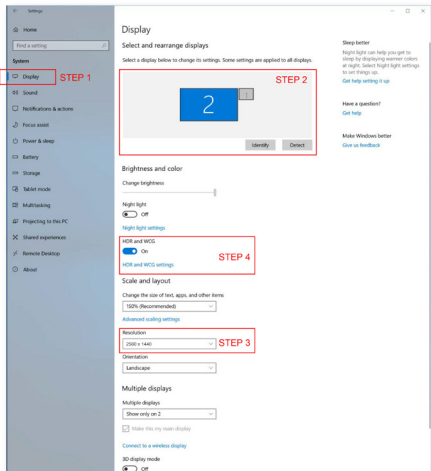 Settings
Home
Find a setting
System
Display
STEP 1
Sound
Notifications & actions
Focus assist
Power & sleep
Battery
Storage
Tablet mode
Multitasking
Projecting to this PC
Shared experiences
Remote Desktop
About
Display
Select and rearrange displays
Select a display below to change its settings. Some settings are applied to all displays.
STEP 2
2
1
Identify
Detect
Brightness and color
Change brightness
Night light
Off
Night light settings
HDR and WCG
On
STEP 4
HDR and WCG settings
Scale and layout
Change the size of text, apps, and other items
150% (Recommended)
Advanced scaling settings
Resolution
2560 x 1440
STEP 3
Orientation
Landscape
Multiple displays
Multiple displays
Show only on 2
Make this my main display
Connect to a wireless display
3D display mode
Off
Sleep better
Night light can help you get to
sleep by displaying warmer colors
at night. Select Night light settings
to set things up.
Get help setting it up
Have a question?
Get help
Make Windows better
Give us feedback